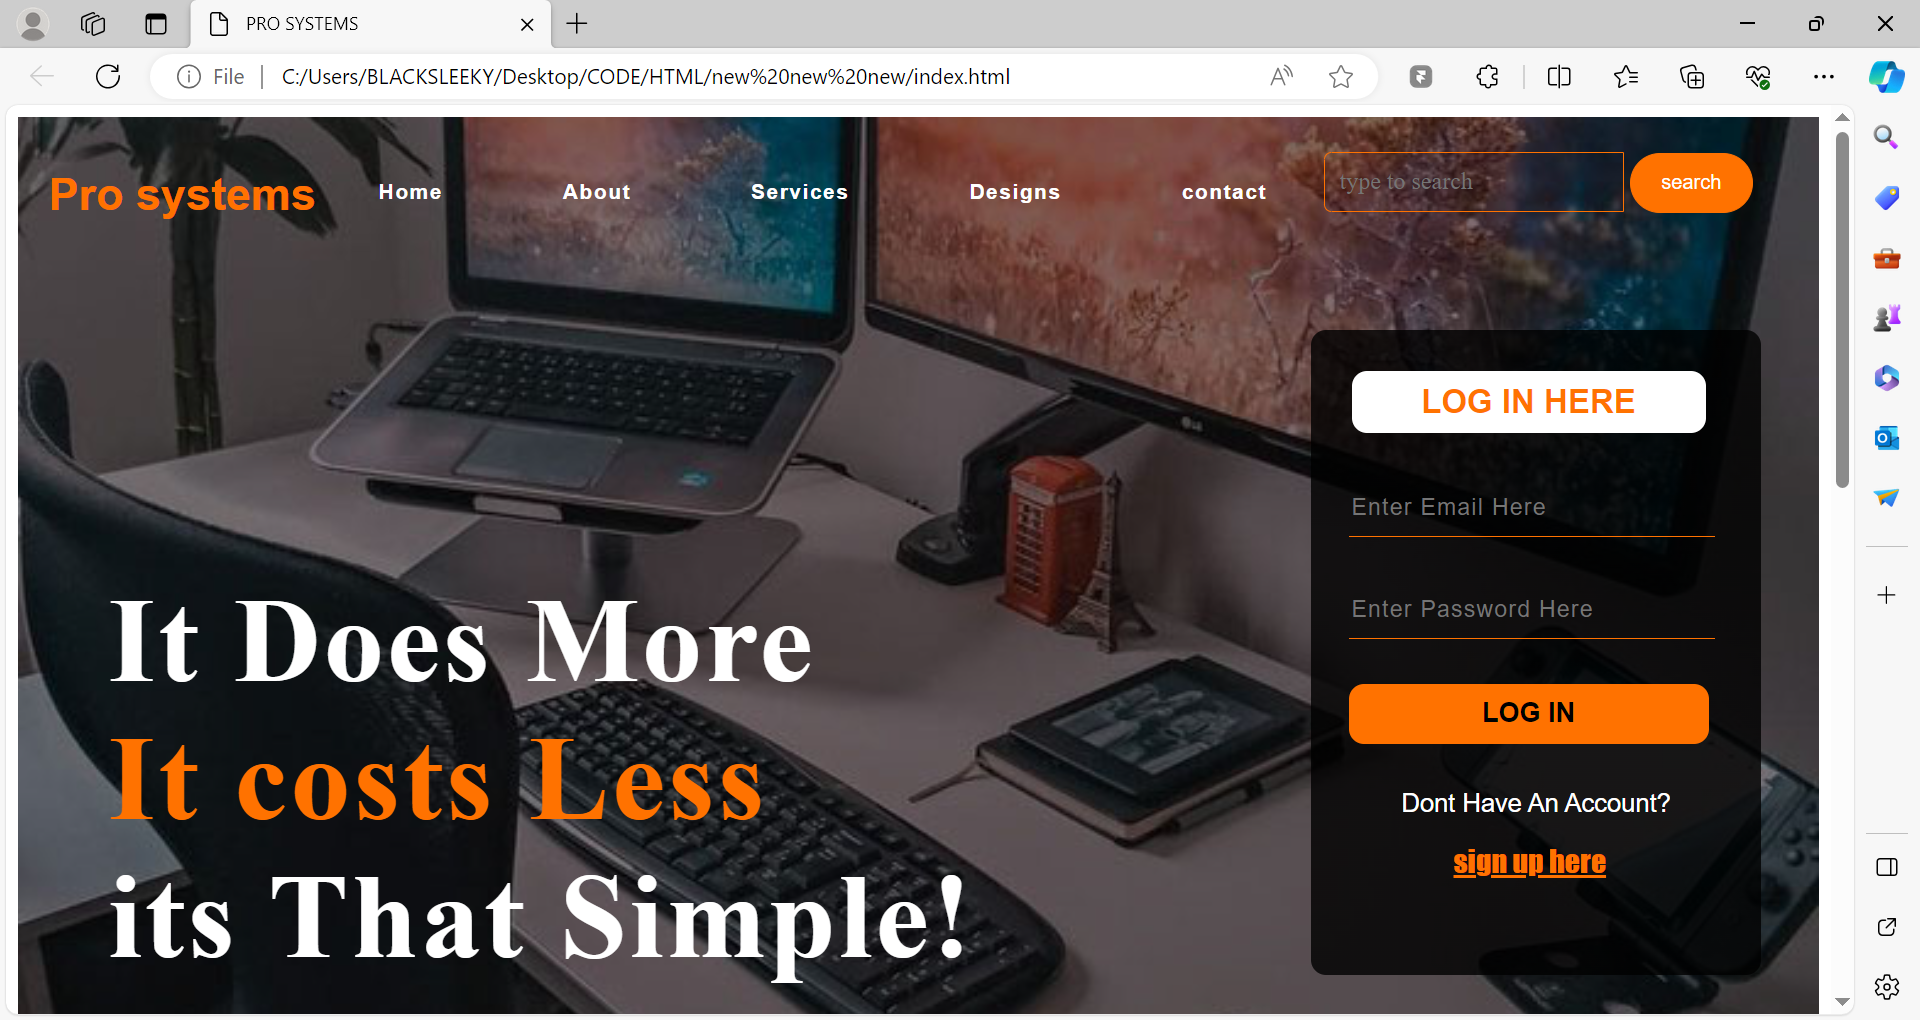 PRO SYSTEMS
File C:/Users/BLACKSLEEKY/Desktop/CODE/HTML/new%20new%20new/index.html
Pro systems Home About Services Designs contact type to search search
LOG IN HERE
Enter Email Here
Enter Password Here
LOG IN
Dont Have An Account?
sign up here
It Does More
It costs Less
its That Simple!